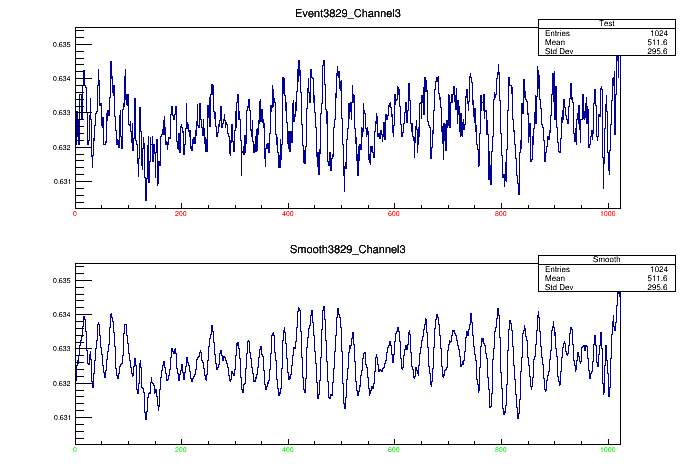 Event3829_Channel3
Test
Entries 1024
Mean 511.6
Std Dev 295.6
0.635
0.634
0.633
0.632
0.631
0 200 400 600 800 1000
Smooth3829_Channel3
Smooth
Entries 1024
Mean 511.6
Std Dev 295.6
0.635
0.634
0.633
0.632
0.631
0 200 400 600 800 1000